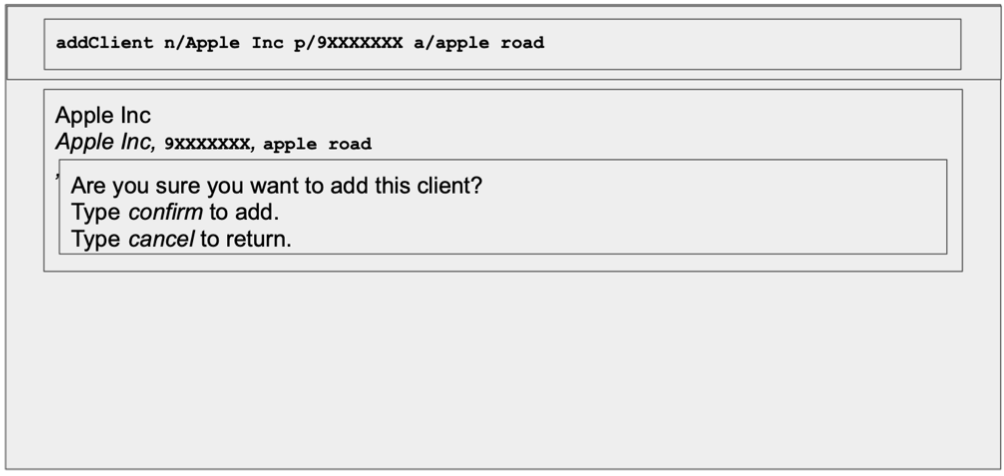 addClient n/Apple Inc p/9XXXXXXX a/apple road
Apple Inc
Apple Inc, 9XXXXXXX, apple road
,
Are you sure you want to add this client?
Type confirm to add.
Type cancel to return.